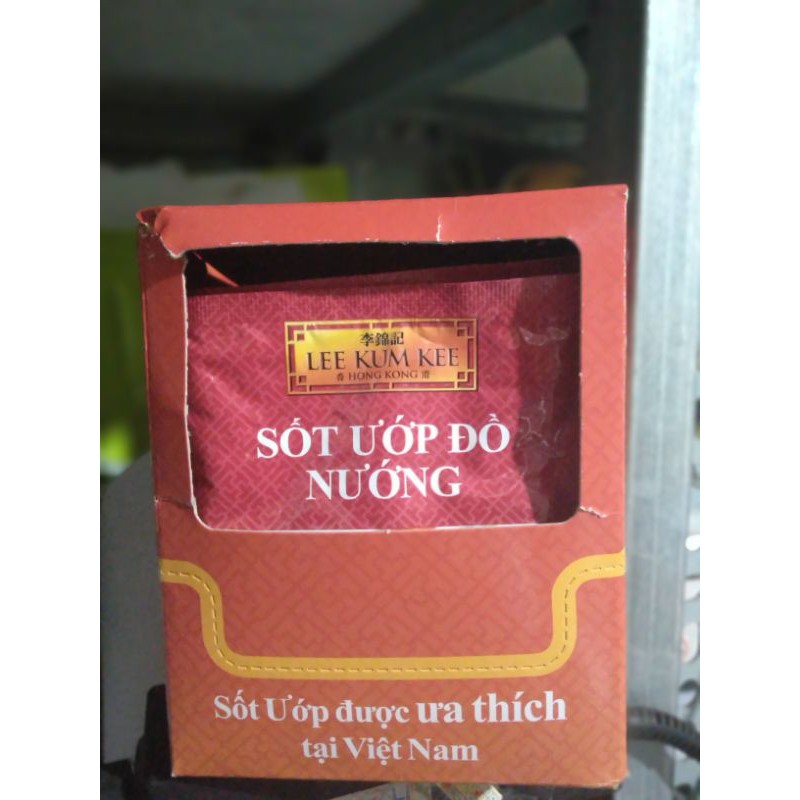 李錦記
LEE KUM KEE
香 HONG KONG 港
SỐT ƯỚP ĐỒ
NƯỚNG
Sốt Ướp được ưa thích
tại Việt Nam